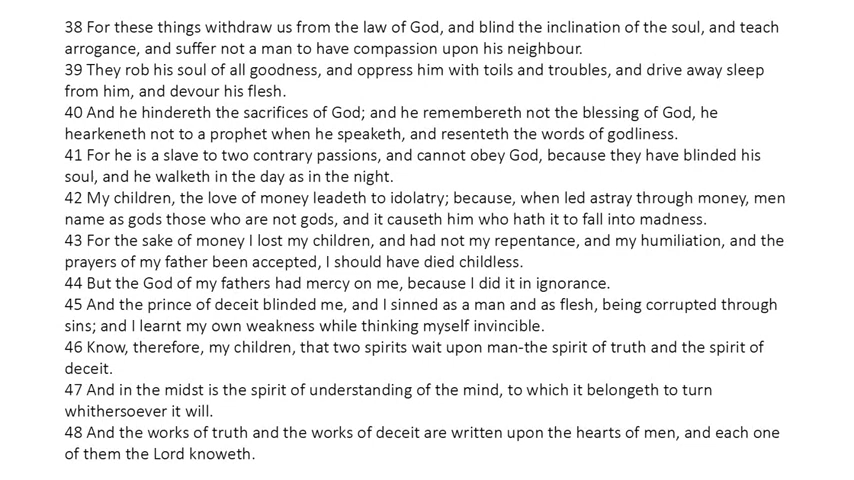 38 For these things withdraw us from the law of God, and blind the inclination of the soul, and teach
arrogance, and suffer not a man to have compassion upon his neighbour.
39 They rob his soul of all goodness, and oppress him with toils and troubles, and drive away sleep
from him, and devour his flesh.
40 And he hindereth the sacrifices of God; and he remembereth not the blessing of God, he
hearkeneth not to a prophet when he speaketh, and resenteth the words of godliness.
41 For he is a slave to two contrary passions, and cannot obey God, because they have blinded his
soul, and he walketh in the day as in the night.
42 My children, the love of money leadeth to idolatry; because, when led astray through money, men
name as gods those who are not gods, and it causeth him who hath it to fall into madness.
43 For the sake of money I lost my children, and had not my repentance, and my humiliation, and the
prayers of my father been accepted, I should have died childless.
44 But the God of my fathers had mercy on me, because I did it in ignorance.
45 And the prince of deceit blinded me, and I sinned as a man and as flesh, being corrupted through
sins; and I learnt my own weakness while thinking myself invincible.
46 Know, therefore, my children, that two spirits wait upon man-the spirit of truth and the spirit of
deceit.
47 And in the midst is the spirit of understanding of the mind, to which it belongeth to turn
whithersoever it will.
48 And the works of truth and the works of deceit are written upon the hearts of men, and each one
of them the Lord knoweth.